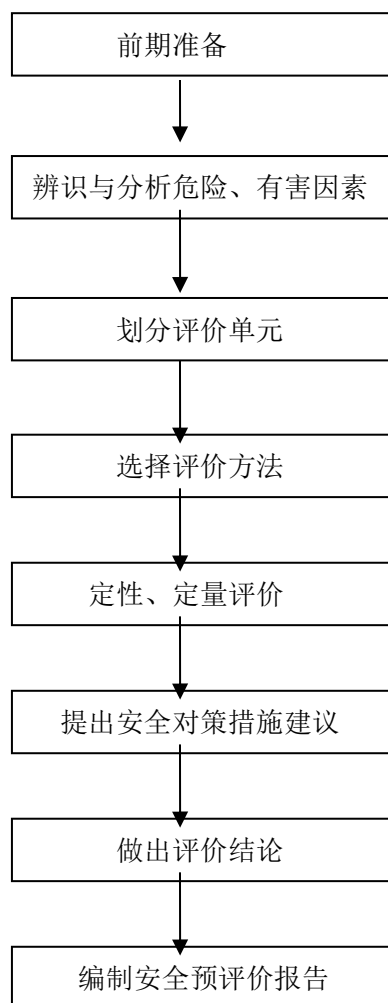 前期准备
辨识与分析危险、有害因素
划分评价单元
选择评价方法
定性、定量评价
提出安全对策措施建议
做出评价结论
编制安全预评价报告